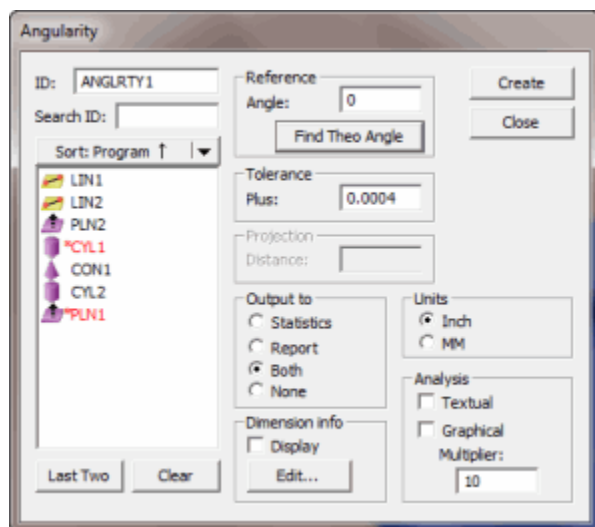 Angularity
ID: ANGLRTY1
Search ID:
Sort: Program ↑
LIN1
LIN2
PLN2
*CYL1
CON1
CYL2
*PLN1
Last Two
Clear
Reference
Angle: 0
Find Theo Angle
Tolerance
Plus: 0.0004
Projection
Distance:
Output to
Statistics
Report
Both
None
Dimension info
Display
Edit...
Create
Close
Units
Inch
MM
Analysis
Textual
Graphical
Multiplier:
10